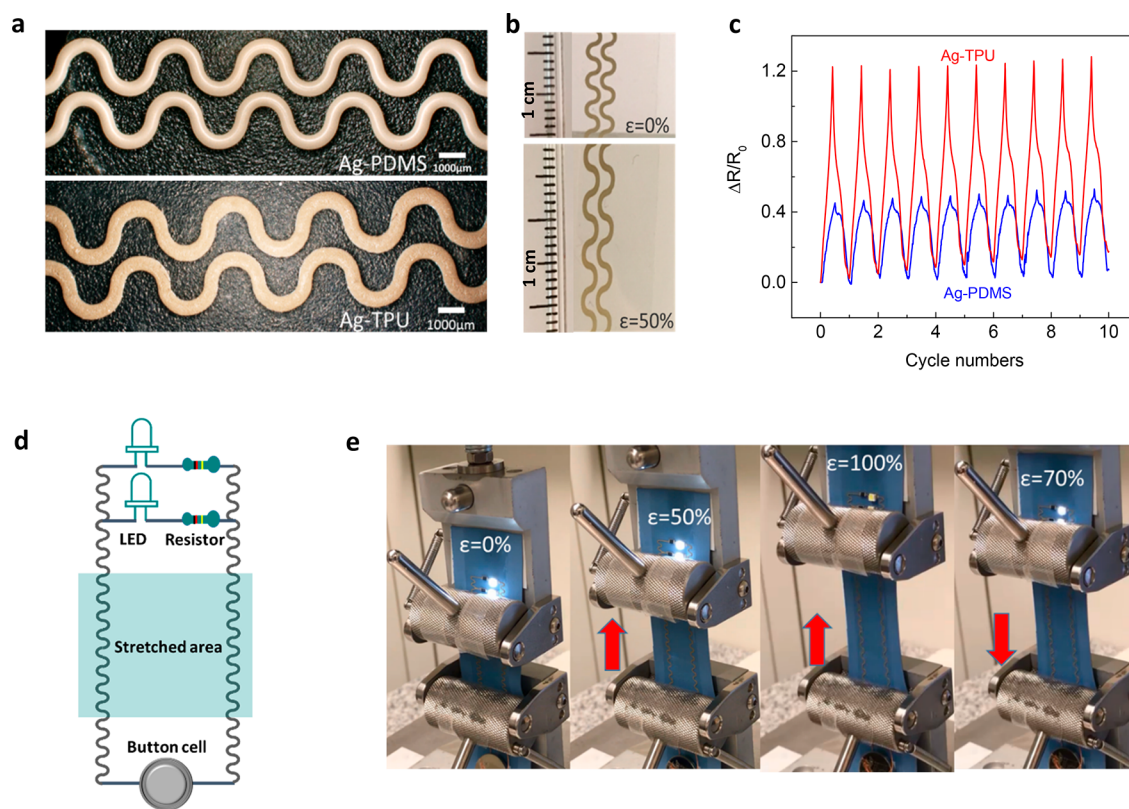 a
Ag-PDMS
1000μm
Ag-TPU
1000μm
b
1 cm
ε=0%
1 cm
ε=50%
c
Ag-TPU
Ag-PDMS
ΔR/R0
1.2
0.8
0.4
0.0
0
2
4
6
8
10
Cycle numbers
d
LED
Resistor
Stretched area
Button cell
e
ε=0%
ε=50%
ε=100%
ε=70%